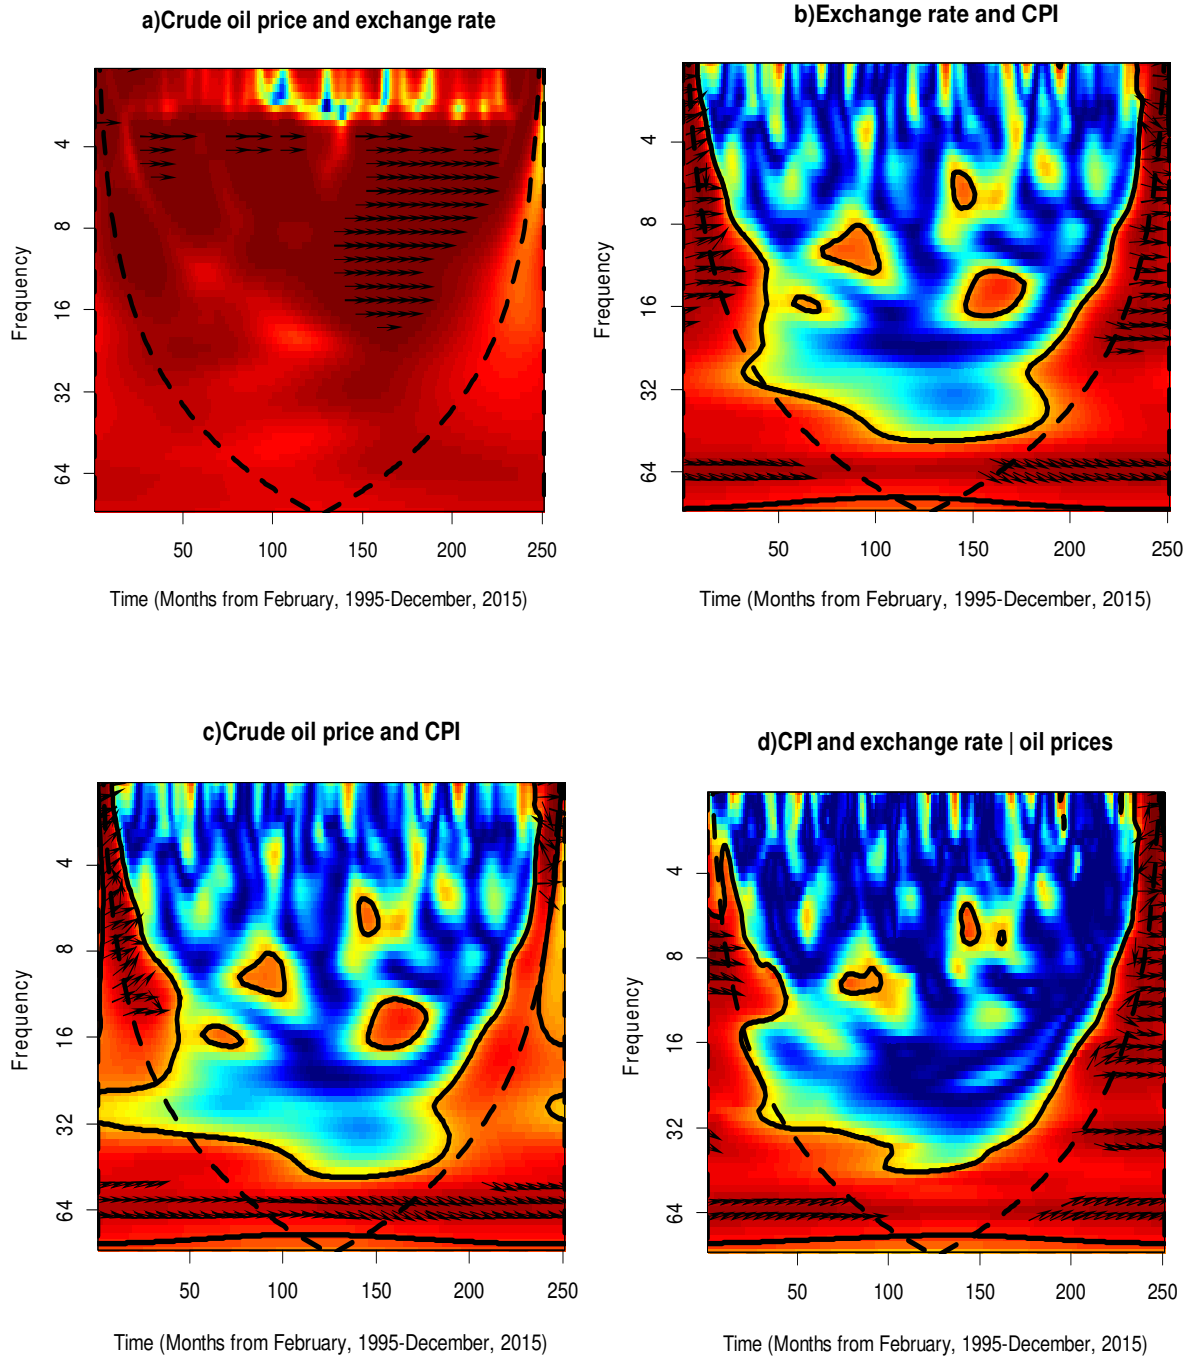 a)Crude oil price and exchange rate
Frequency
4
8
16
32
64
50 100 150 200 250
Time (Months from February, 1995-December, 2015)
b)Exchange rate and CPI
Frequency
4
8
16
32
64
50 100 150 200 250
Time (Months from February, 1995-December, 2015)
c)Crude oil price and CPI
Frequency
4
8
16
32
64
50 100 150 200 250
Time (Months from February, 1995-December, 2015)
d)CPI and exchange rate | oil prices
Frequency
4
8
16
32
64
50 100 150 200 250
Time (Months from February, 1995-December, 2015)